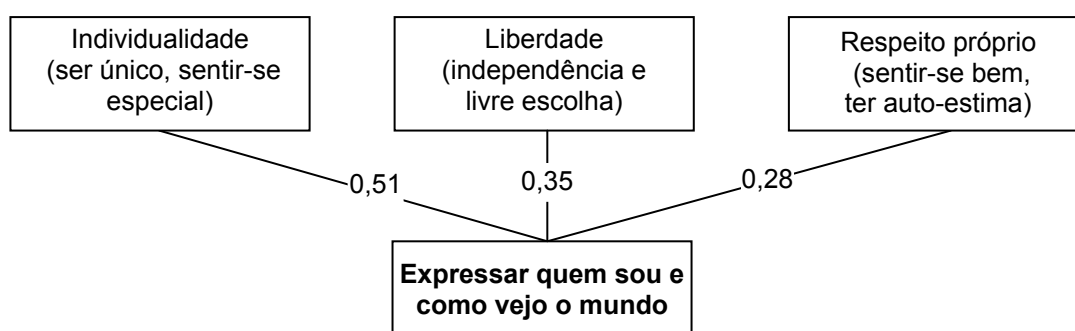 Individualidade
(ser único, sentir-se
especial)
Liberdade
(independência e
livre escolha)
Respeito próprio
(sentir-se bem,
ter auto-estima)
0,51
0,35
0,28
Expressar quem sou e
como vejo o mundo